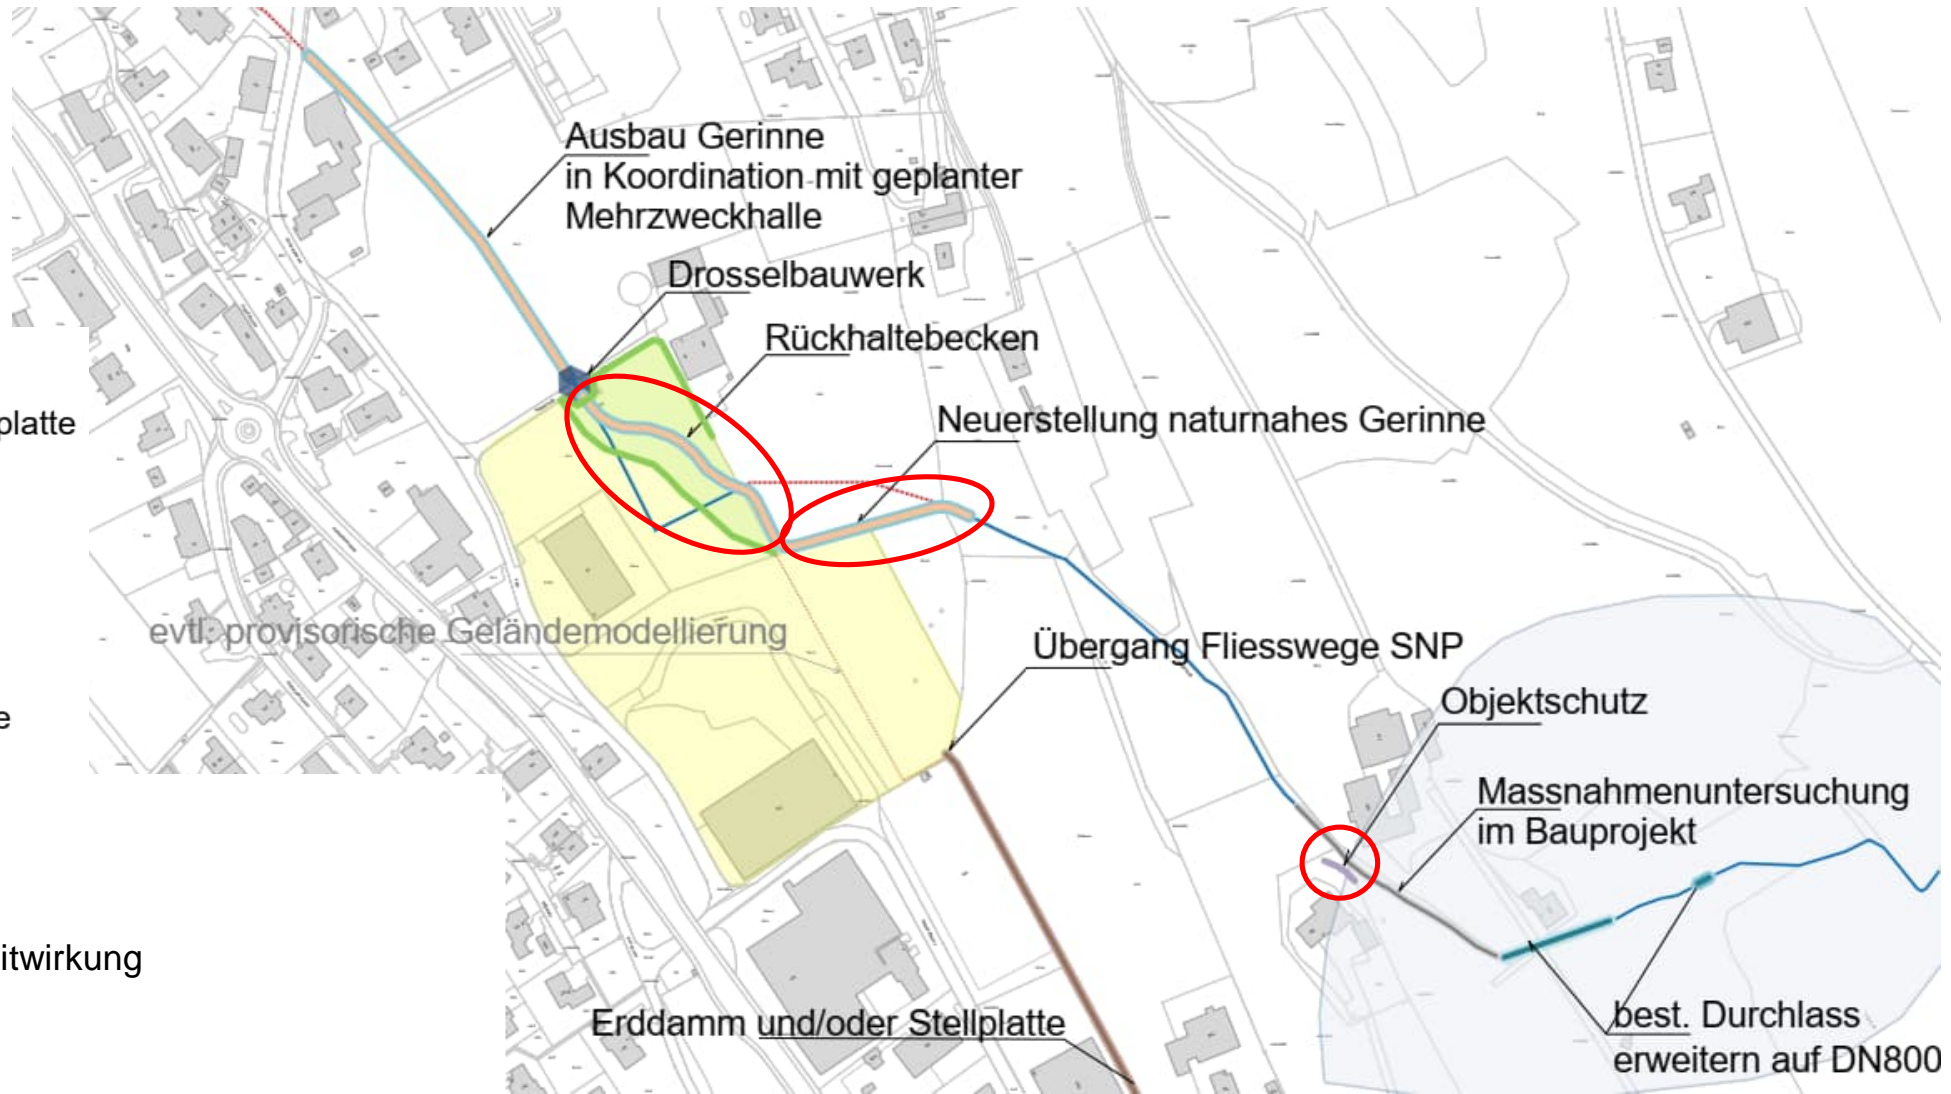 Ausbau Gerinne
in Koordination mit geplanter
Mehrzweckhalle
Drosselbauwerk
Rückhaltebecken
Neuerstellung naturnahes Gerinne
platte
evtl. provisorische Geländemodellierung
Übergang Fliesswege SNP
Objektschutz
e
Massnahmenuntersuchung
im Bauprojekt
itwirkung
Erddamm und/oder Stellplatte
best. Durchlass
erweitern auf DN800